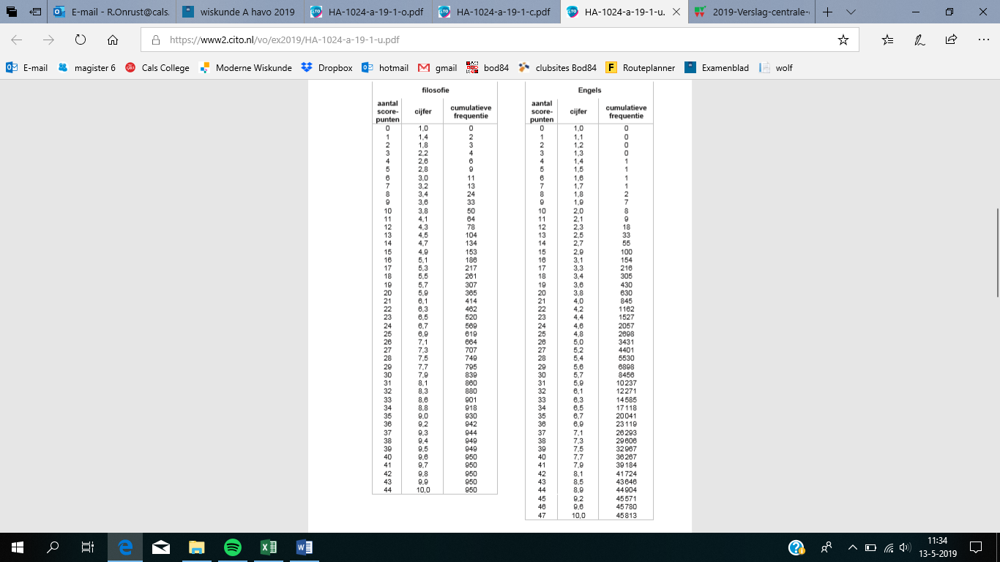 E-mail - R.Onrust@cals.
wiskunde A havo 2019
HA-1024-a-19-1-o.pdf
HA-1024-a-19-1-c.pdf
HA-1024-a-19-1-u.
2019-Verslag-centrale-
https://www2.cito.nl/vo/ex2019/HA-1024-a-19-1-u.pdf
E-mail magister 6 Cals College Moderne Wiskunde Dropbox hotmail gmail bod84 clubsites Bod84 Routeplanner Examenblad wolf
filosofie
aantal score-punten cijfer cumulatieve frequentie
0 1,0 0
1 1,4 2
2 1,8 3
3 2,2 4
4 2,6 6
5 2,8 9
6 3,0 11
7 3,2 13
8 3,4 24
9 3,6 33
10 3,8 50
11 4,1 64
12 4,3 78
13 4,5 104
14 4,7 134
15 4,9 153
16 5,1 186
17 5,3 217
18 5,5 261
19 5,7 307
20 5,9 365
21 6,1 414
22 6,3 462
23 6,5 520
24 6,7 569
25 6,9 619
26 7,1 664
27 7,3 707
28 7,5 749
29 7,7 795
30 7,9 839
31 8,1 860
32 8,3 880
33 8,6 901
34 8,8 918
35 9,0 930
36 9,2 942
37 9,3 944
38 9,4 949
39 9,5 949
40 9,6 950
41 9,7 950
42 9,8 950
43 9,9 950
44 10,0 950
Engels
aantal score-punten cijfer cumulatieve frequentie
0 1,0 0
1 1,1 0
2 1,2 0
3 1,3 0
4 1,4 1
5 1,5 1
6 1,6 1
7 1,7 1
8 1,8 2
9 1,9 7
10 2,0 8
11 2,1 9
12 2,3 18
13 2,5 33
14 2,7 55
15 2,9 100
16 3,1 154
17 3,3 216
18 3,4 305
19 3,6 430
20 3,8 630
21 4,0 845
22 4,2 1162
23 4,4 1527
24 4,6 2057
25 4,8 2698
26 5,0 3431
27 5,2 4401
28 5,4 5530
29 5,6 6898
30 5,7 8456
31 5,9 10237
32 6,1 12271
33 6,3 14585
34 6,5 17118
35 6,7 20041
36 6,9 23119
37 7,1 26293
38 7,3 29606
39 7,5 32967
40 7,7 36267
41 7,9 39184
42 8,1 41724
43 8,5 43646
44 8,9 44904
45 9,2 45571
46 9,6 45780
47 10,0 45813
11:34
13-5-2019